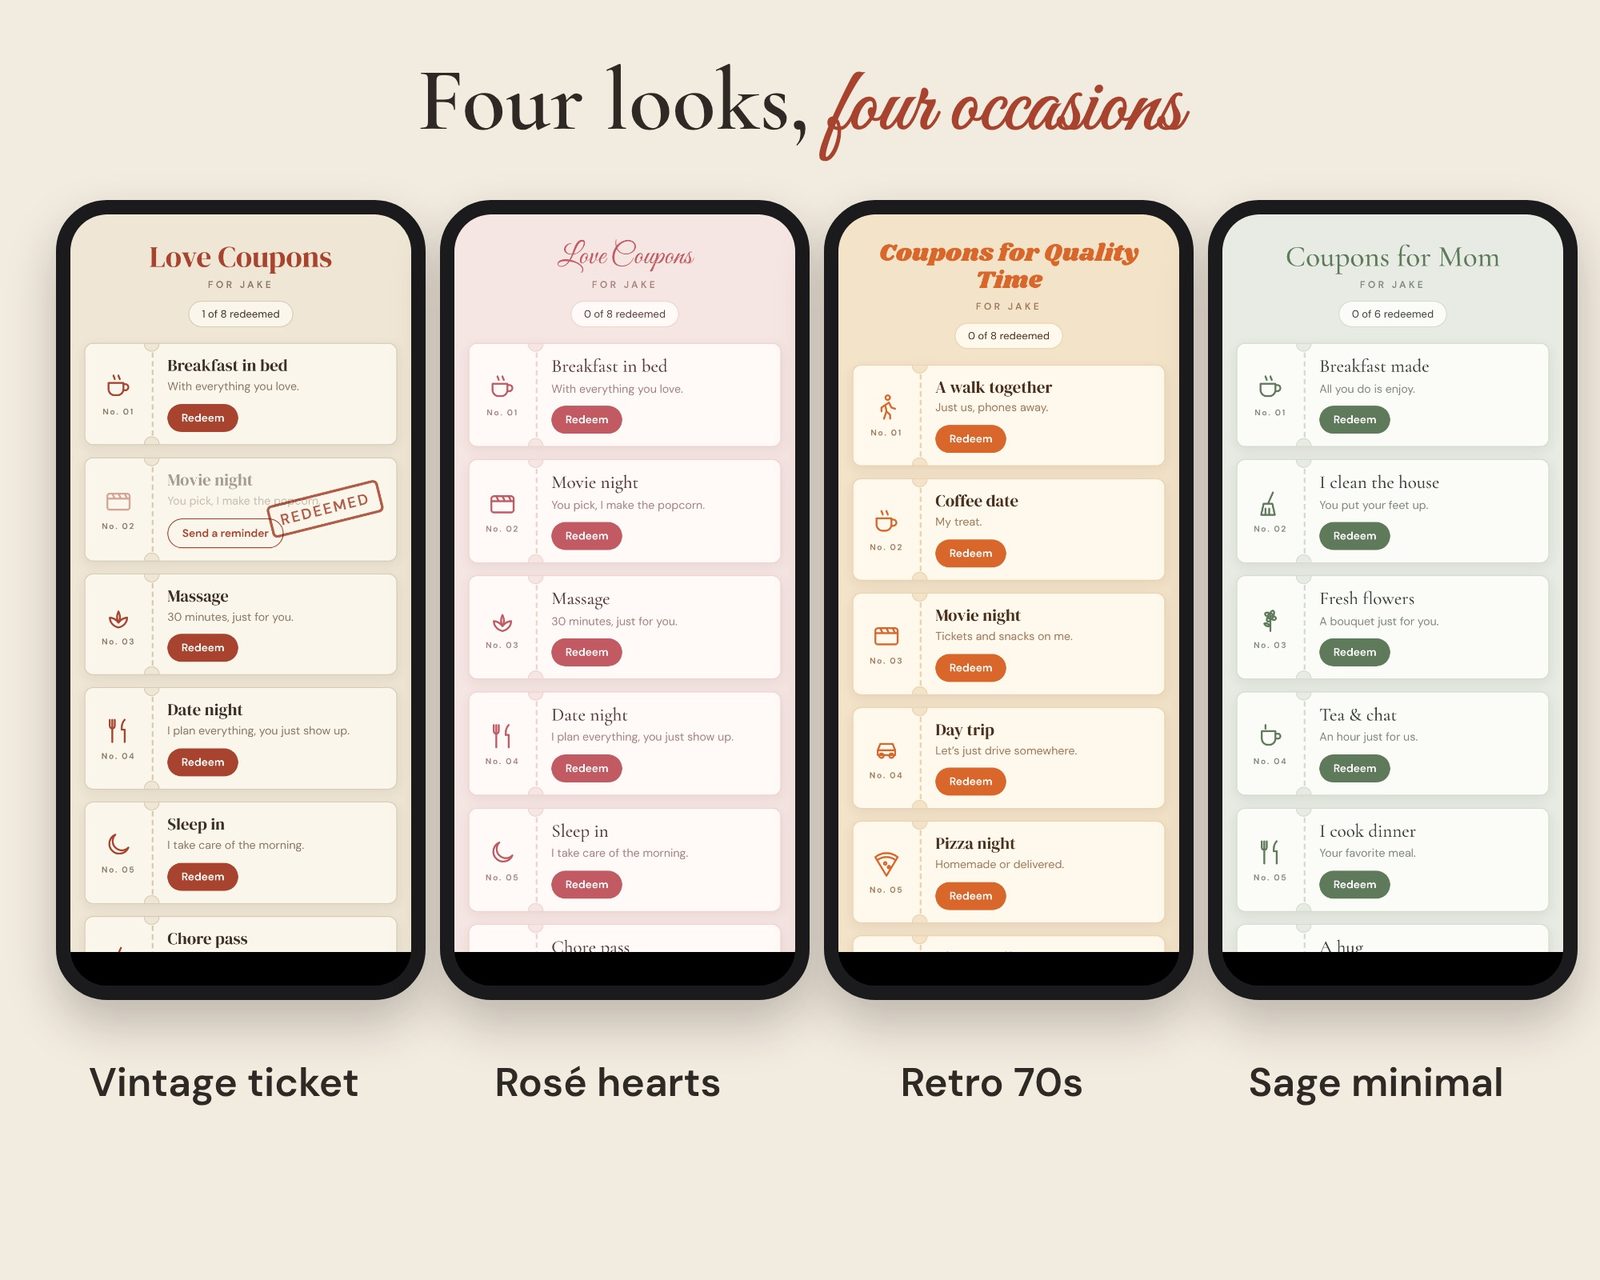 Four looks, four occasions
Love Coupons
FOR JAKE
1 of 8 redeemed
Breakfast in bed
With everything you love.
No. 01
Redeem
Movie night
You pick, I make the popcorn.
REDEEMED
No. 02
Send a reminder
Massage
30 minutes, just for you.
No. 03
Redeem
Date night
I plan everything, you just show up.
No. 04
Redeem
Sleep in
I take care of the morning.
No. 05
Redeem
Chore pass
Love Coupons
FOR JAKE
0 of 8 redeemed
Breakfast in bed
With everything you love.
No. 01
Redeem
Movie night
You pick, I make the popcorn.
No. 02
Redeem
Massage
30 minutes, just for you.
No. 03
Redeem
Date night
I plan everything, you just show up.
No. 04
Redeem
Sleep in
I take care of the morning.
No. 05
Redeem
Chore pass
Coupons for Quality
Time
FOR JAKE
0 of 8 redeemed
A walk together
Just us, phones away.
No. 01
Redeem
Coffee date
My treat.
No. 02
Redeem
Movie night
Tickets and snacks on me.
No. 03
Redeem
Day trip
Let's just drive somewhere.
No. 04
Redeem
Pizza night
Homemade or delivered.
No. 05
Redeem
Coupons for Mom
FOR JAKE
0 of 6 redeemed
Breakfast made
All you do is enjoy.
No. 01
Redeem
I clean the house
You put your feet up.
No. 02
Redeem
Fresh flowers
A bouquet just for you.
No. 03
Redeem
Tea & chat
An hour just for us.
No. 04
Redeem
I cook dinner
Your favorite meal.
No. 05
Redeem
A hug
Vintage ticket
Rosé hearts
Retro 70s
Sage minimal